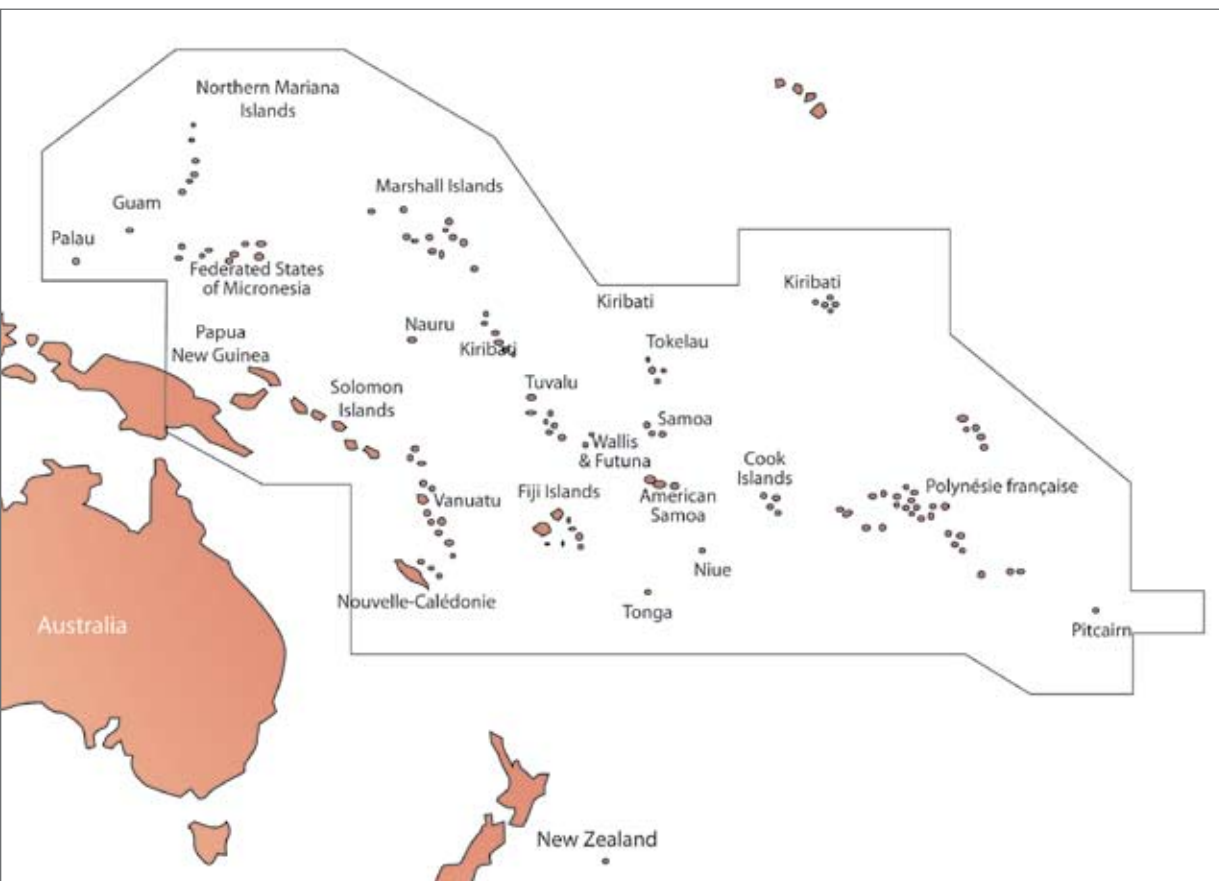 Northern Mariana
Islands
Marshall Islands
Guam
Palau
Federated States
of Micronesia
Kiribati
Kiribati
Papua
New Guinea
Nauru
Kiribati
Tokelau
Solomon
Islands
Tuvalu
Samoa
Wallis
& Futuna
Cook
Islands
Vanuatu
Fiji Islands
American
Samoa
Polynésie française
Niue
Nouvelle-Calédonie
Tonga
Pitcairn
Australia
New Zealand